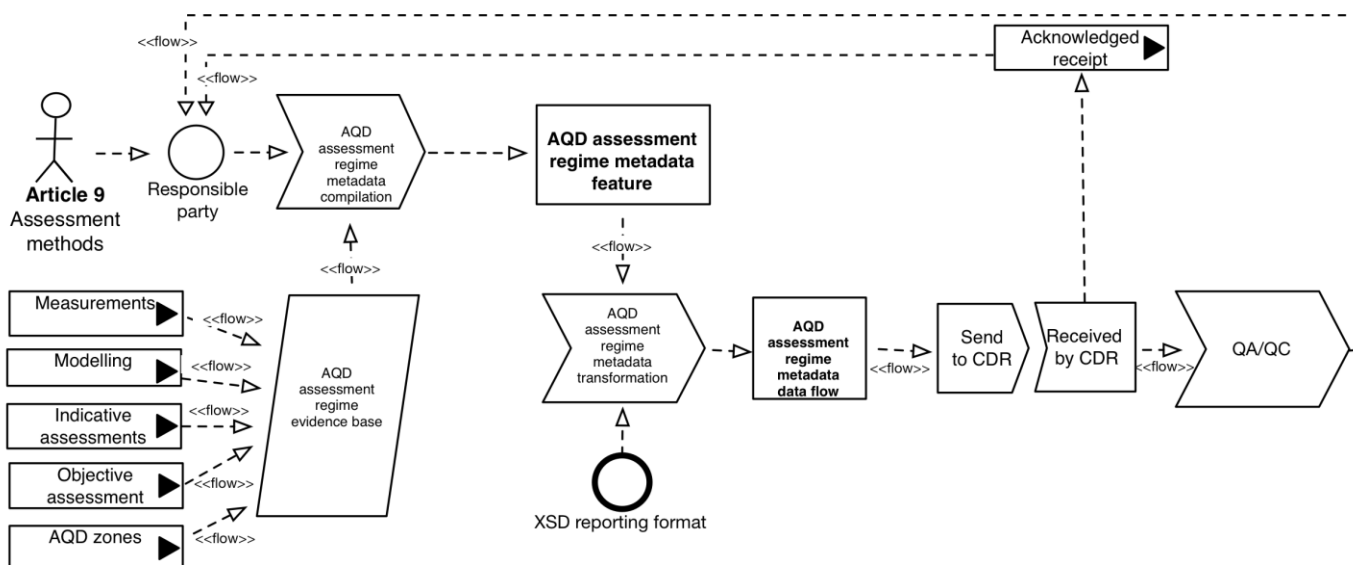 <<flow>>
Acknowledged
receipt
<<flow>>
Article 9
Assessment
methods
Responsible
party
AQD
assessment
regime
metadata
compilation
AQD assessment
regime metadata
feature
<<flow>>
<<flow>>
Measurements
<<flow>>
Modelling
<<flow>>
Indicative
assessments
<<flow>>
Objective
assessment
<<flow>>
AQD zones
<<flow>>
AQD
assessment
regime
evidence base
AQD
assessment
regime
metadata
transformation
AQD
assessment
regime
metadata
data flow
<<flow>>
Send
to CDR
Received
by CDR
<<flow>>
QA/QC
XSD reporting format